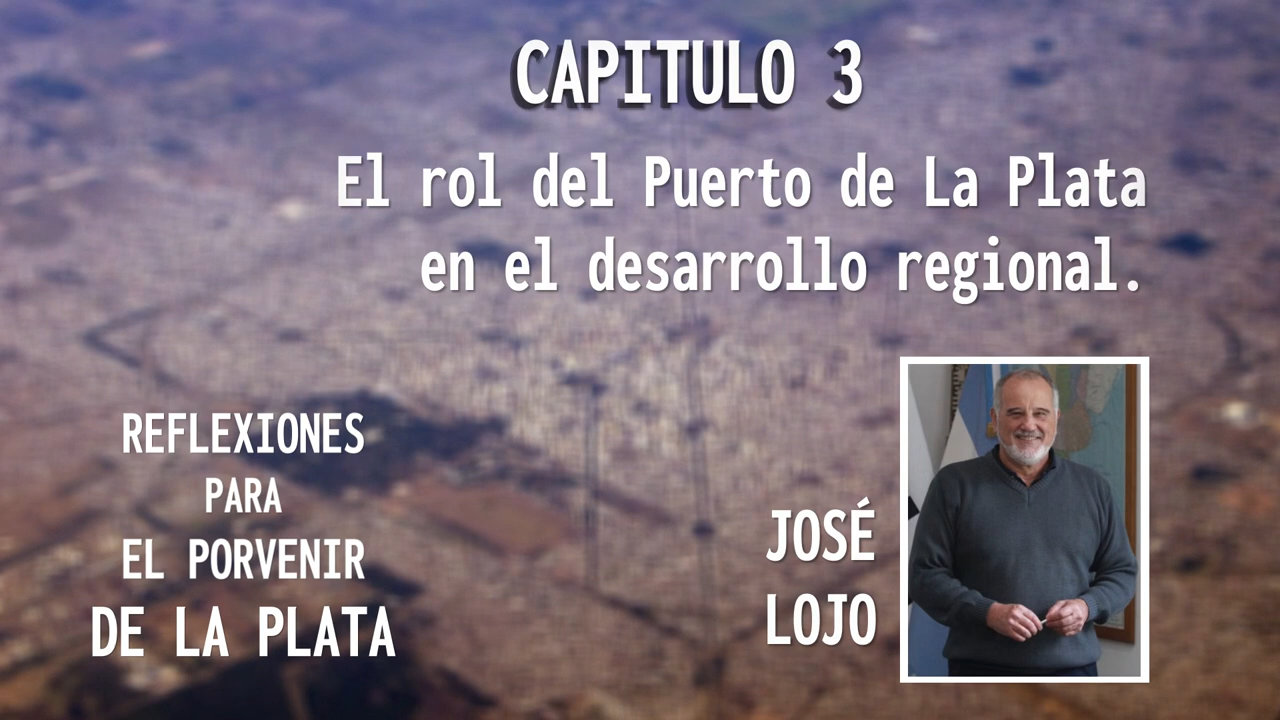 CAPITULO 3
El rol del Puerto de La Plata
en el desarrollo regional.
REFLEXIONES
PARA
EL PORVENIR
DE LA PLATA
JOSÉ
LOJO